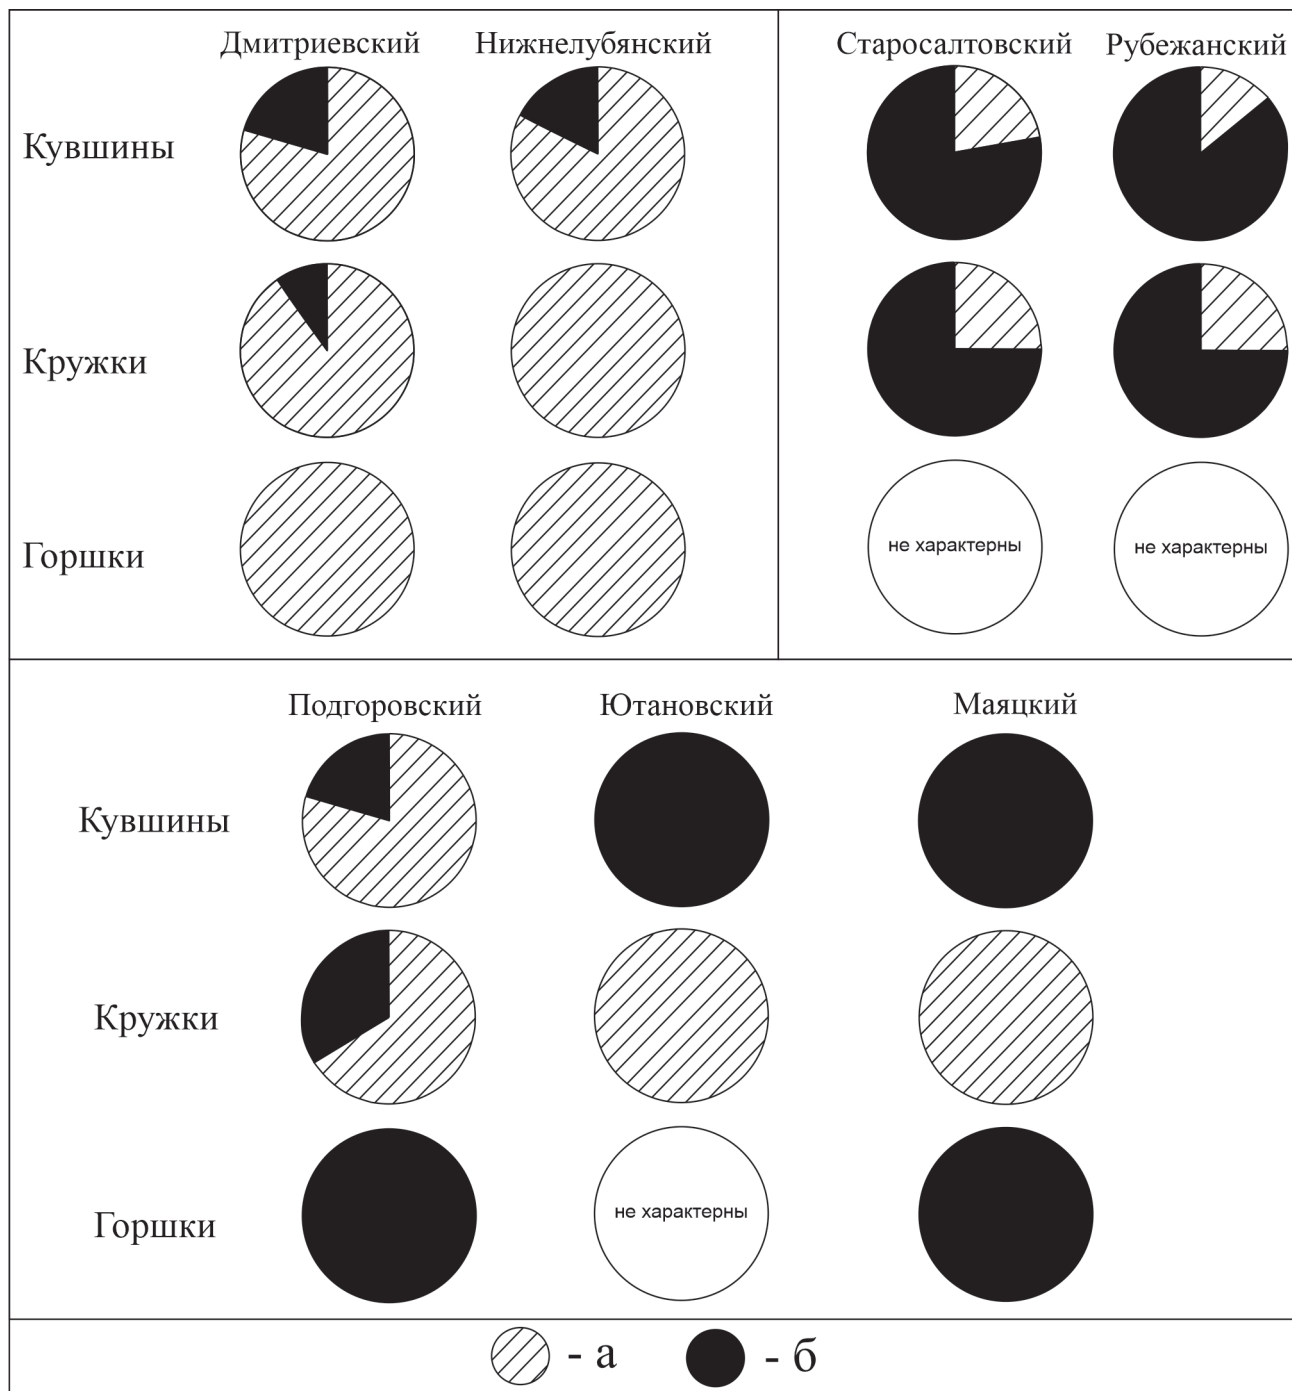 Дмитриевский Нижнелубянский Старосалтовский Рубежанский
Кувшины
Кружки
Горшки не характерны не характерны
Подгоровский Ютановский Маяцкий
Кувшины
Кружки
Горшки не характерны
- а - б